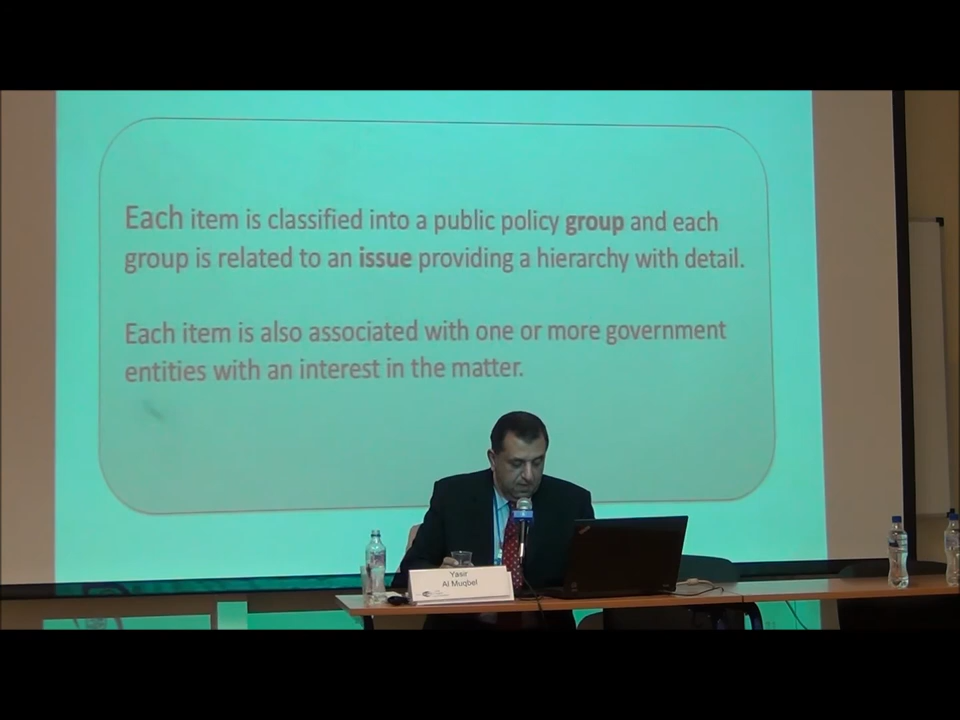 Each item is classified into a public policy group and each
group is related to an issue providing a hierarchy with detail.
Each item is also associated with one or more government
entities with an interest in the matter.
Yasir
Al Muqbel